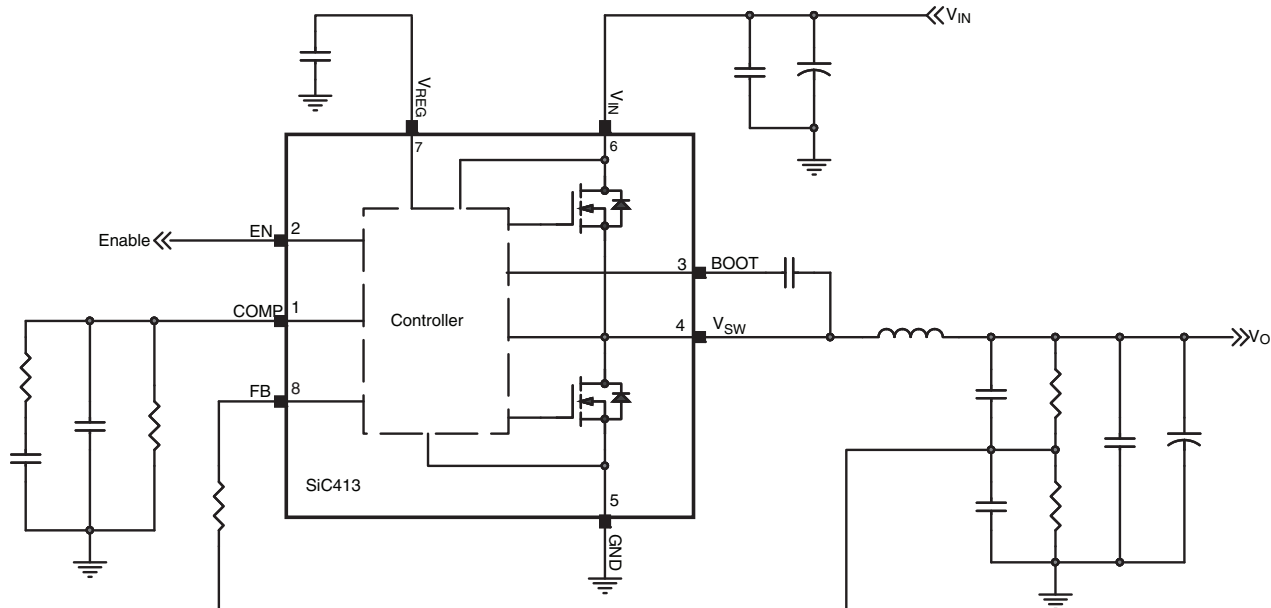 VIN
VREG
VIN
7
6
EN
2
Enable
3
BOOT
COMP
1
Controller
4
VSW
VO
FB
8
SiC413
5
GND